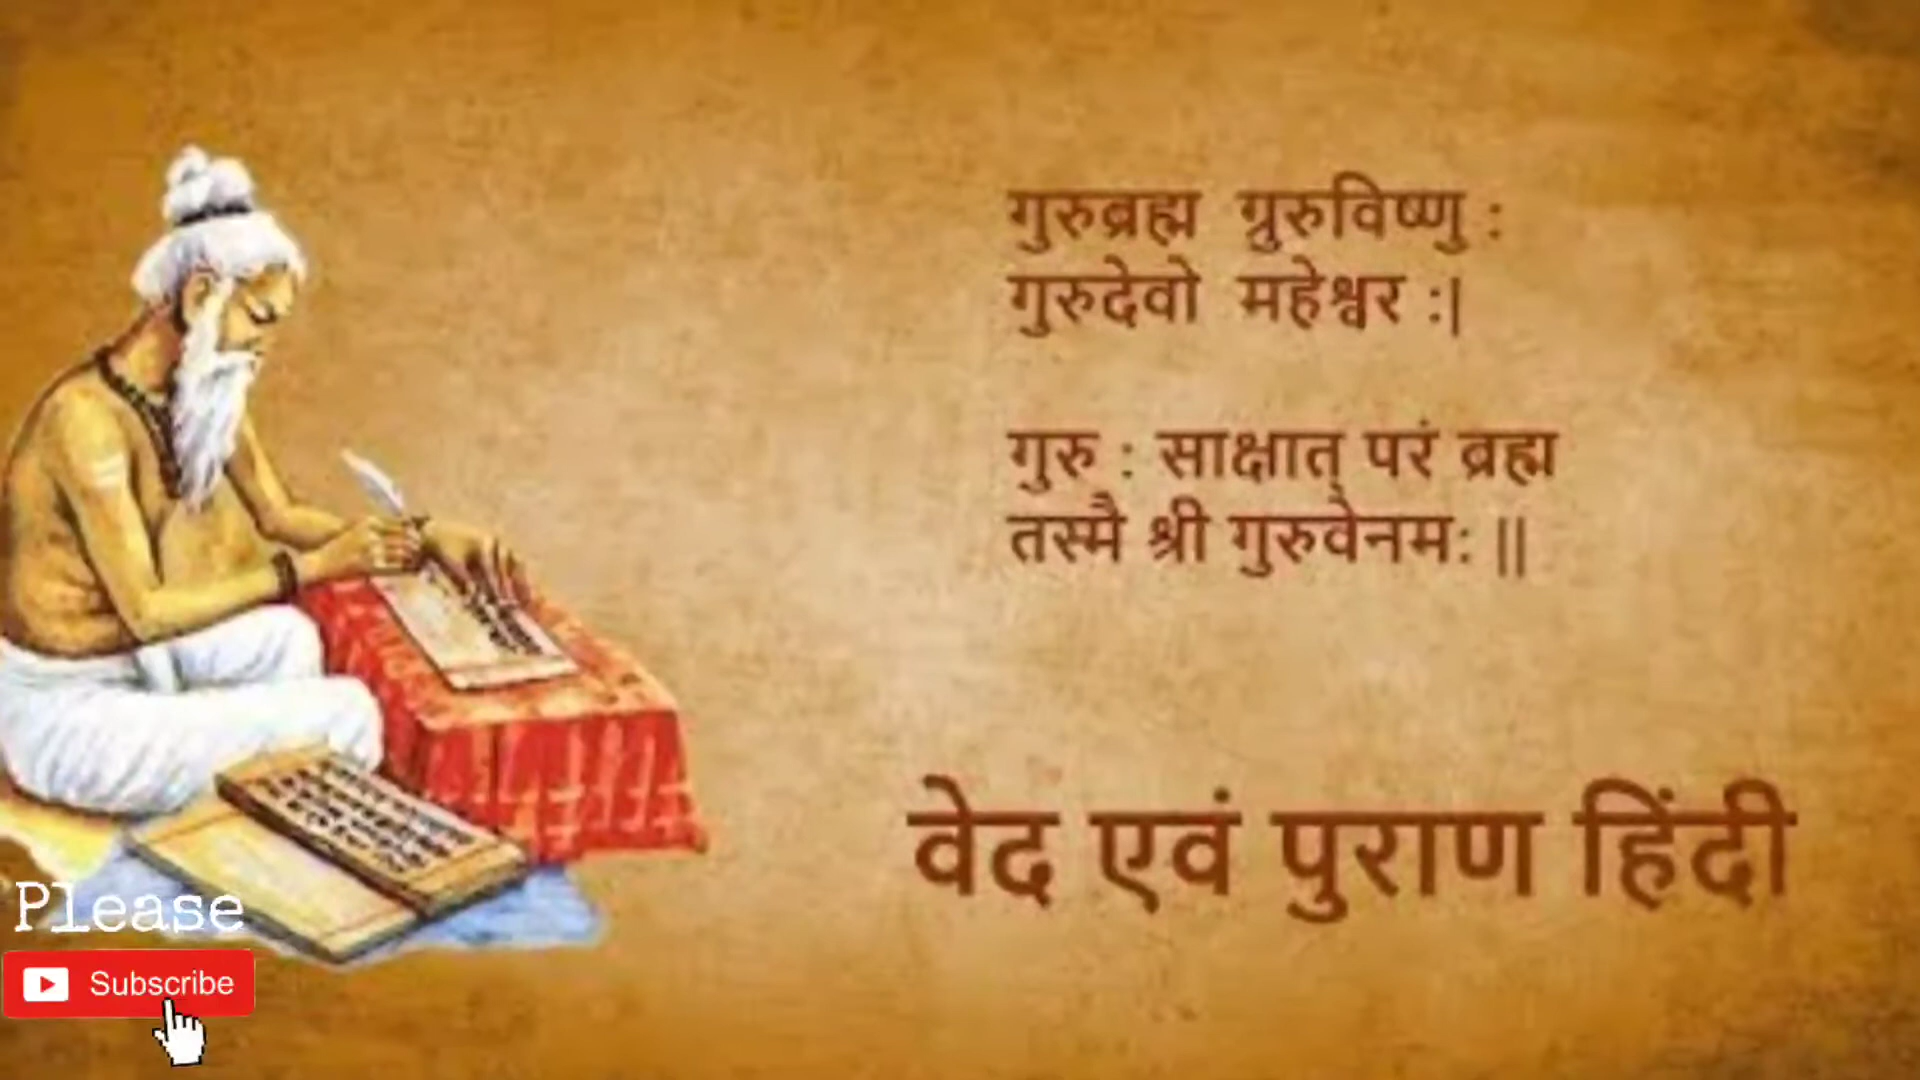 गुरुब्रह्म ग्रुरुविष्णु :
गुरुदेवो महेश्वर :|
गुरु : साक्षात् परं ब्रह्म
तस्मै श्री गुरुवेनमः ||
वेद एवं पुराण हिंदी
Please
Subscribe